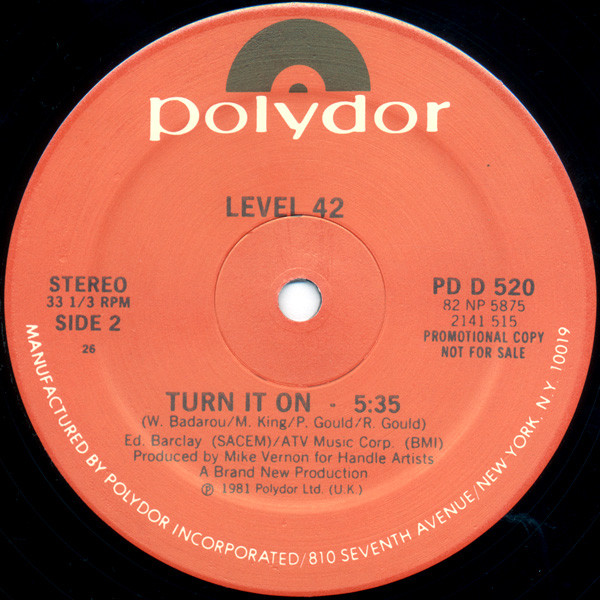 polydor
LEVEL 42
STEREO
33 1/3 RPM
SIDE 2
26
PD D 520
82 NP 5875
2141 515
PROMOTIONAL COPY
NOT FOR SALE
TURN IT ON - 5:35
(W. Badarou/M. King/P. Gould/R. Gould)
Ed. Barclay (SACEM)/ATV Music Corp. (BMI)
Produced by Mike Vernon for Handle Artists
A Brand New Production
℗ 1981 Polydor Ltd. (U.K.)
MANUFACTURED BY POLYDOR INCORPORATED/810 SEVENTH AVENUE/NEW YORK, N.Y. 10019